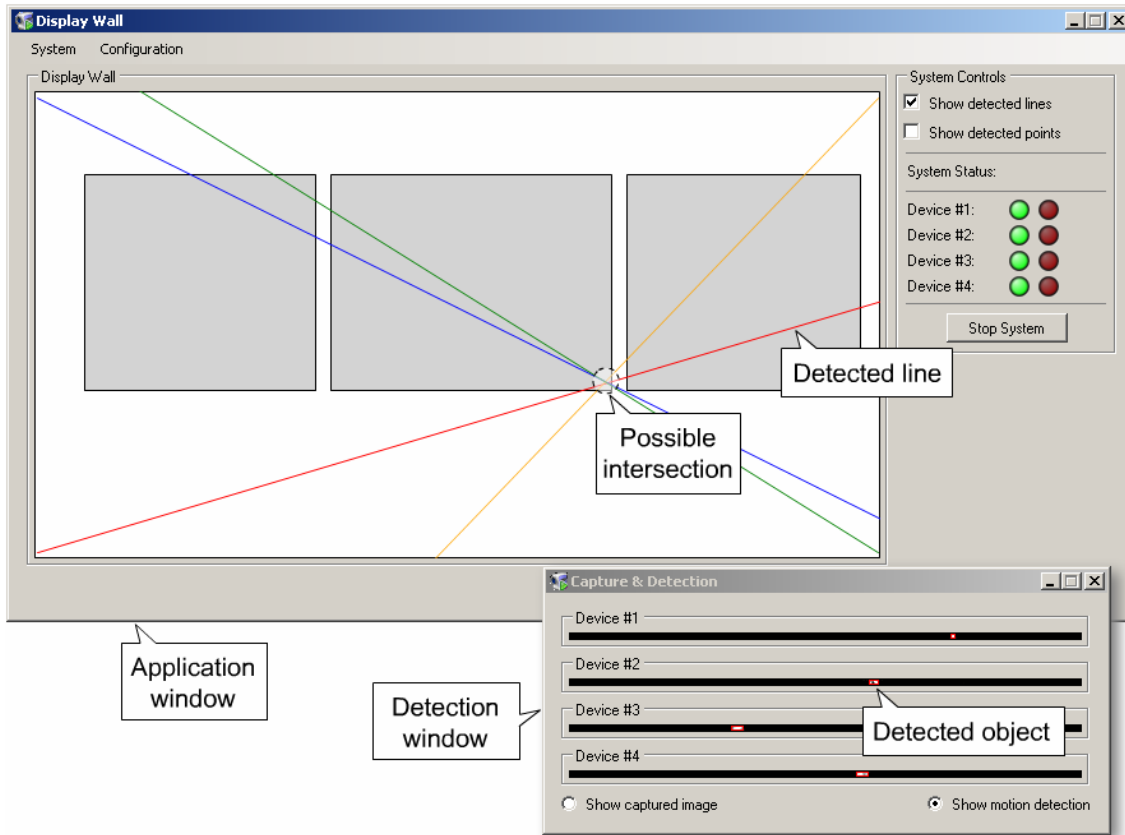 Display Wall
System Configuration
Display Wall
System Controls
Show detected lines
Show detected points
System Status:
Device #1:
Device #2:
Device #3:
Device #4:
Stop System
Detected line
Possible
intersection
Application
window
Detection
window
Capture & Detection
Device #1
Device #2
Device #3
Detected object
Device #4
Show captured image
Show motion detection